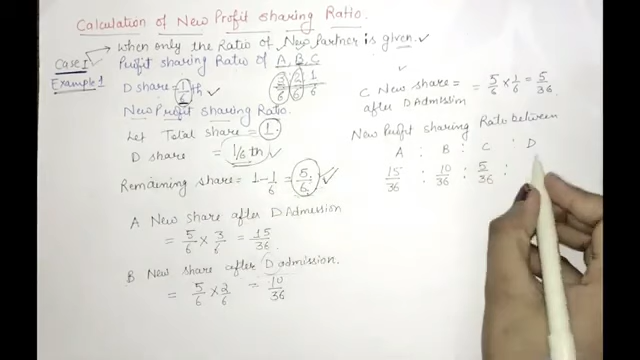 Calculation of New Profit sharing Ratio.
Case I → When only the Ratio of New Partner is given.
Example 1 Profit sharing Ratio of A, B, C
D share = 1/6 th 3/6 2/6 1/6
New Profit sharing Ratio.
Let Total share = 1.
D share = 1/6 th
Remaining share = 1 - 1/6 = 5/6.
A New share after D Admission
= 5/6 × 3/6 = 15/36.
B New share after D admission.
= 5/6 × 2/6 = 10/36
C New share = 5/6 × 1/6 = 5/36.
after D Admission
New Profit sharing Ratio between
A : B : C : D
15/36 : 10/36 : 5/36 :